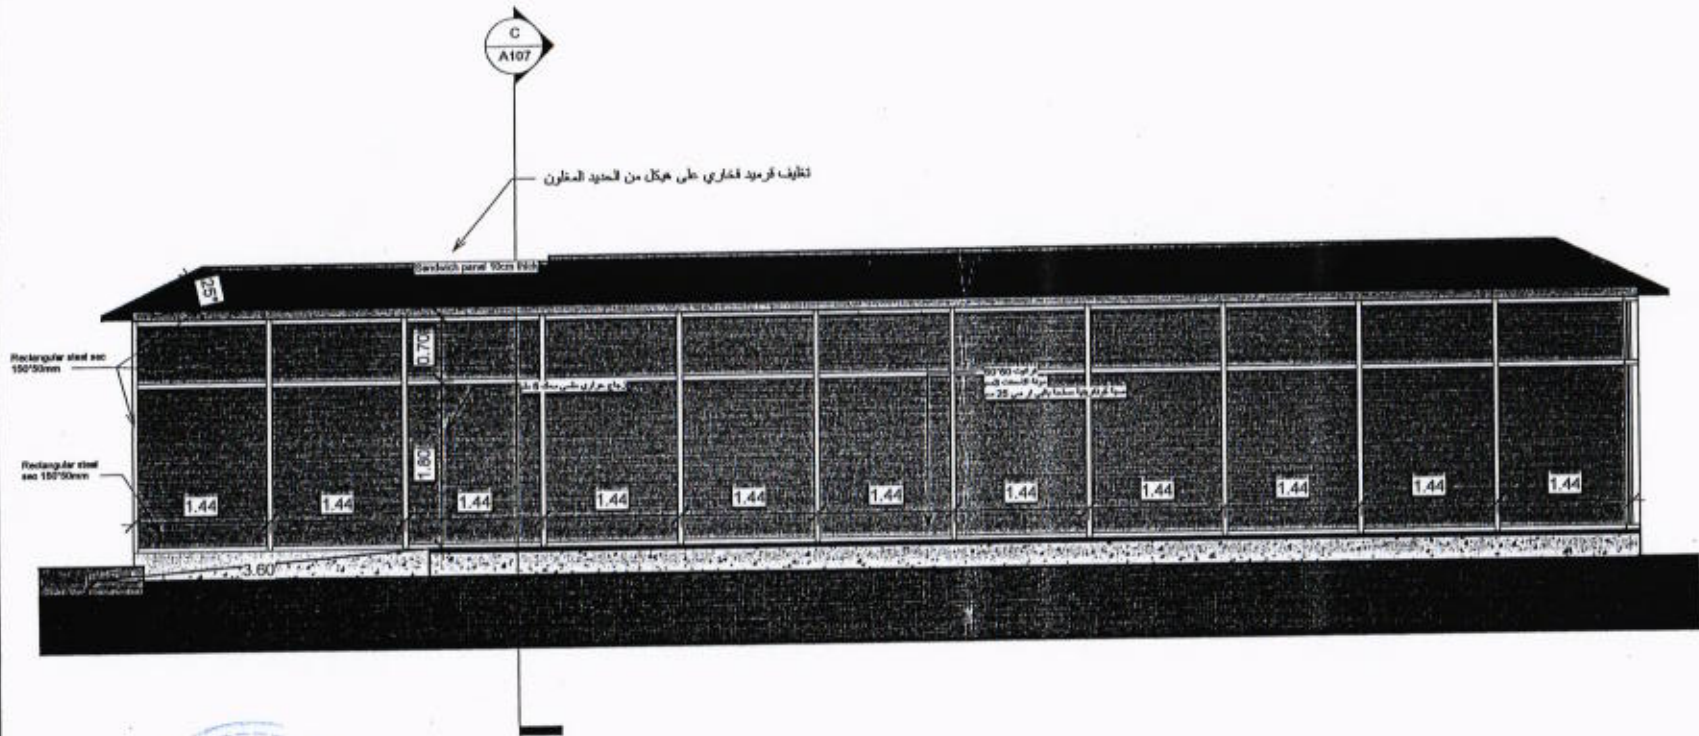 C
A107
تغليف قرميد فخاري على هيكل من الحديد المغلون
Sandwich panel 10cm thick
25°
Rectangular steel sec
150*50mm
0.70
60*60
1.80
Rectangular steel
sec 150*50mm
1.44
1.44
1.44
1.44
1.44
1.44
1.44
1.44
1.44
1.44
1.44
3.60